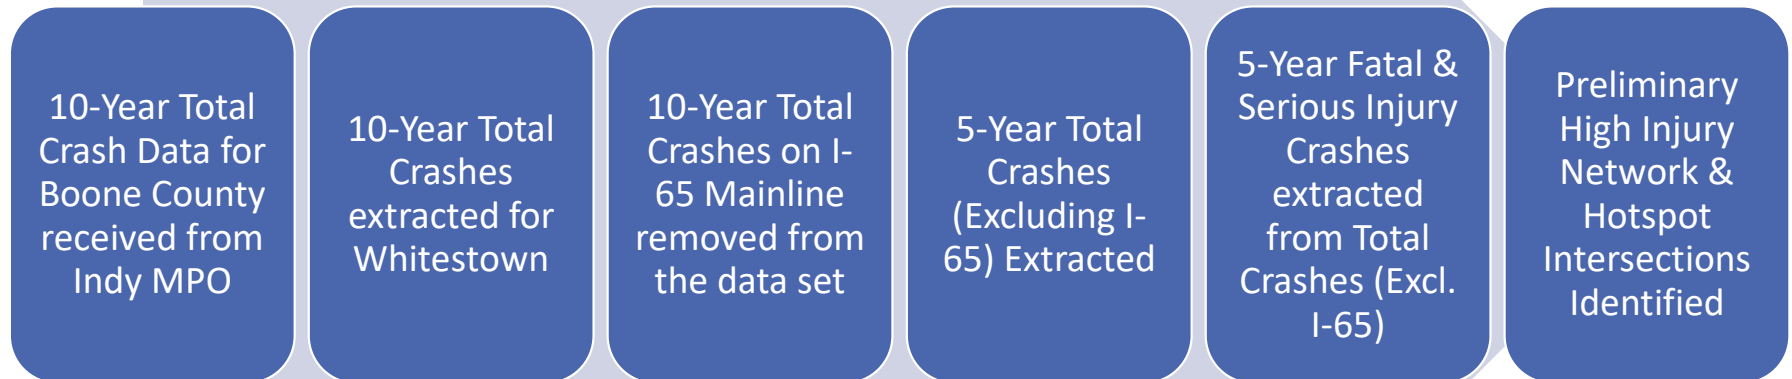 10-Year Total
Crash Data for
Boone County
received from
Indy MPO
10-Year Total
Crashes
extracted for
Whitestown
10-Year Total
Crashes on I-
65 Mainline
removed from
the data set
5-Year Total
Crashes
(Excluding I-
65) Extracted
5-Year Fatal &
Serious Injury
Crashes
extracted
from Total
Crashes (Excl.
I-65)
Preliminary
High Injury
Network &
Hotspot
Intersections
Identified